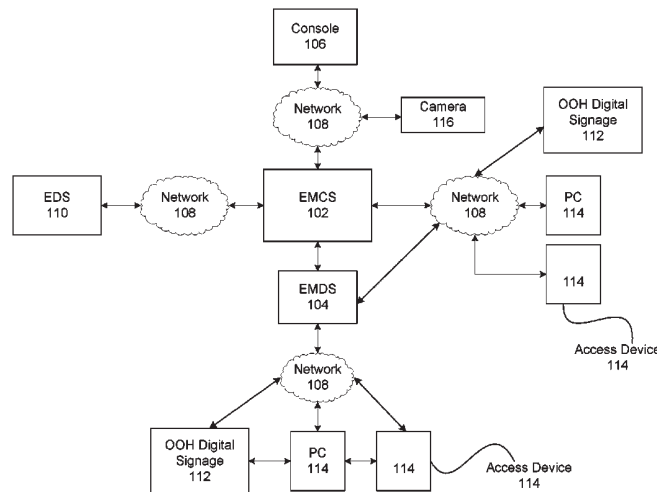 Console
106
Network
108
Camera
116
OOH Digital
Signage
112
EDS
110
Network
108
EMCS
102
Network
108
PC
114
114
EMDS
104
Access Device
114
Network
108
OOH Digital
Signage
112
PC
114
114
Access Device
114